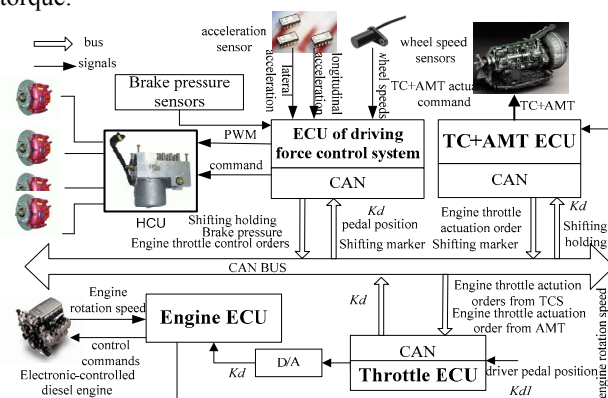 torque.
bus
signals
acceleration
sensor
lateral
acceleration
longitudinal
acceleration
wheel speeds
wheel speed
sensors
TC+AMT actu
command
TC+AMT
Brake pressure
sensors
PWM
command
ECU of driving
force control system
CAN
TC+AMT ECU
CAN
HCU
Shifting holding
Brake pressure
Engine throttle control orders
Kd
pedal position
Shifting marker
Engine throttle
actuation order
Shifting marker
Kd
Shifting
holding
CAN BUS
Engine
rotation speed
control
commands
Electronic-controlled
diesel engine
Engine ECU
Kd
D/A
Kd
CAN
Throttle ECU
Engine throttle actution
orders from TCS
Engine throttle actuation
order from AMT
driver pedal position
Kd1
engine rotation speed